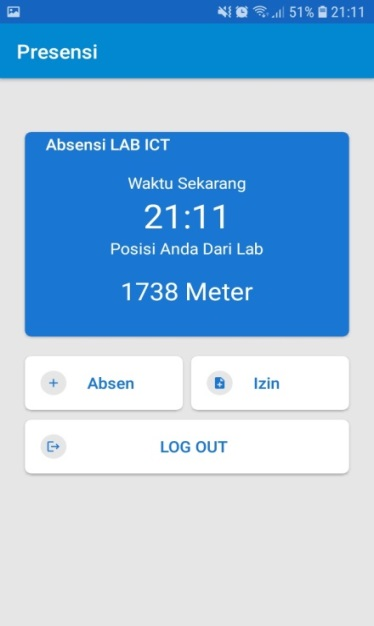 51% 21:11
Presensi
Absensi LAB ICT
Waktu Sekarang
21:11
Posisi Anda Dari Lab
1738 Meter
Absen
Izin
LOG OUT